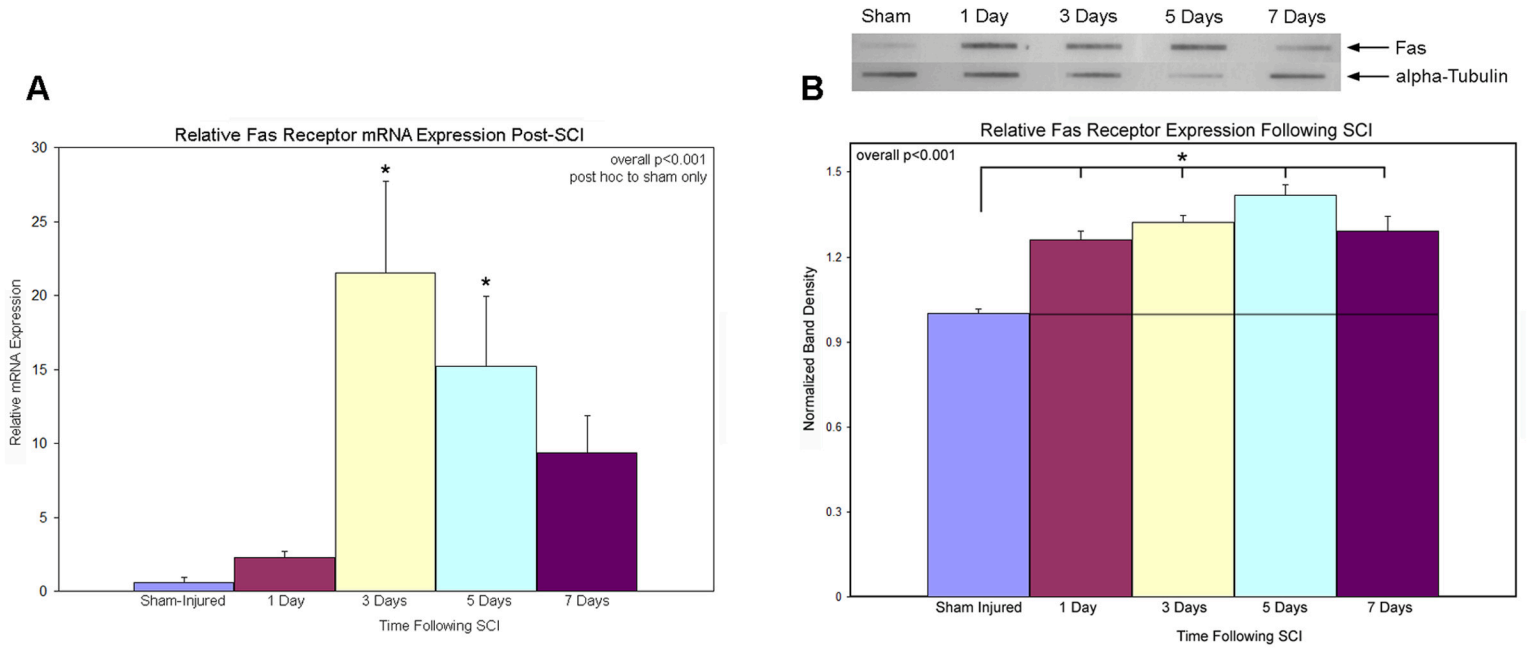 A
Relative Fas Receptor mRNA Expression Post-SCI
overall p<0.001
post hoc to sham only
Relative mRNA Expression
30
25
20
15
10
5
0
*
*
Sham-Injured 1 Day 3 Days 5 Days 7 Days
Time Following SCI
B
Sham 1 Day 3 Days 5 Days 7 Days
Fas
alpha-Tubulin
Relative Fas Receptor Expression Following SCI
overall p<0.001
*
Normalized Band Density
1.5
1.2
0.9
0.6
0.3
0
Sham Injured 1 Day 3 Days 5 Days 7 Days
Time Following SCI